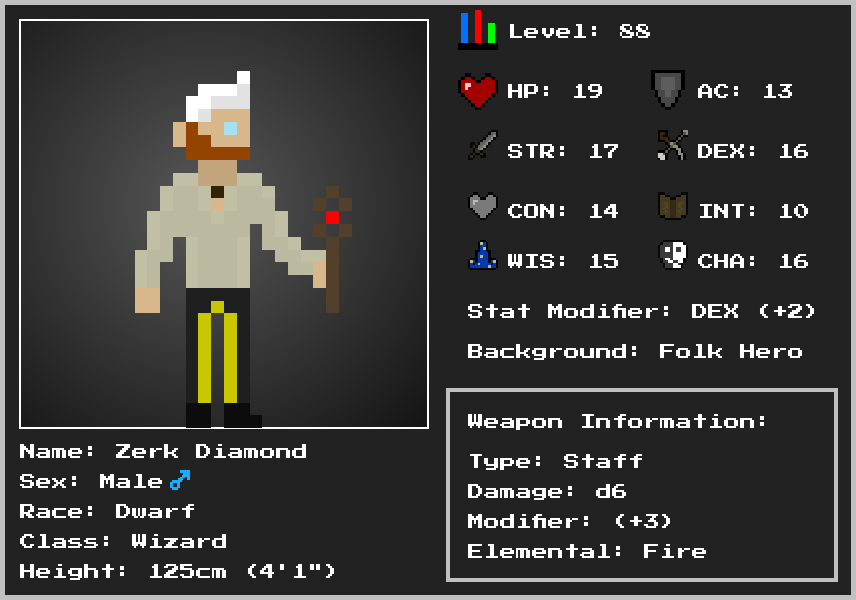 Level: 88
HP: 19
AC: 13
STR: 17
DEX: 16
CON: 14
INT: 10
WIS: 15
CHA: 16
Stat Modifier: DEX (+2)
Background: Folk Hero
Weapon Information:
Type: Staff
Damage: d6
Modifier: (+3)
Elemental: Fire
Name: Zerk Diamond
Sex: Male♂
Race: Dwarf
Class: Wizard
Height: 125cm (4'1")